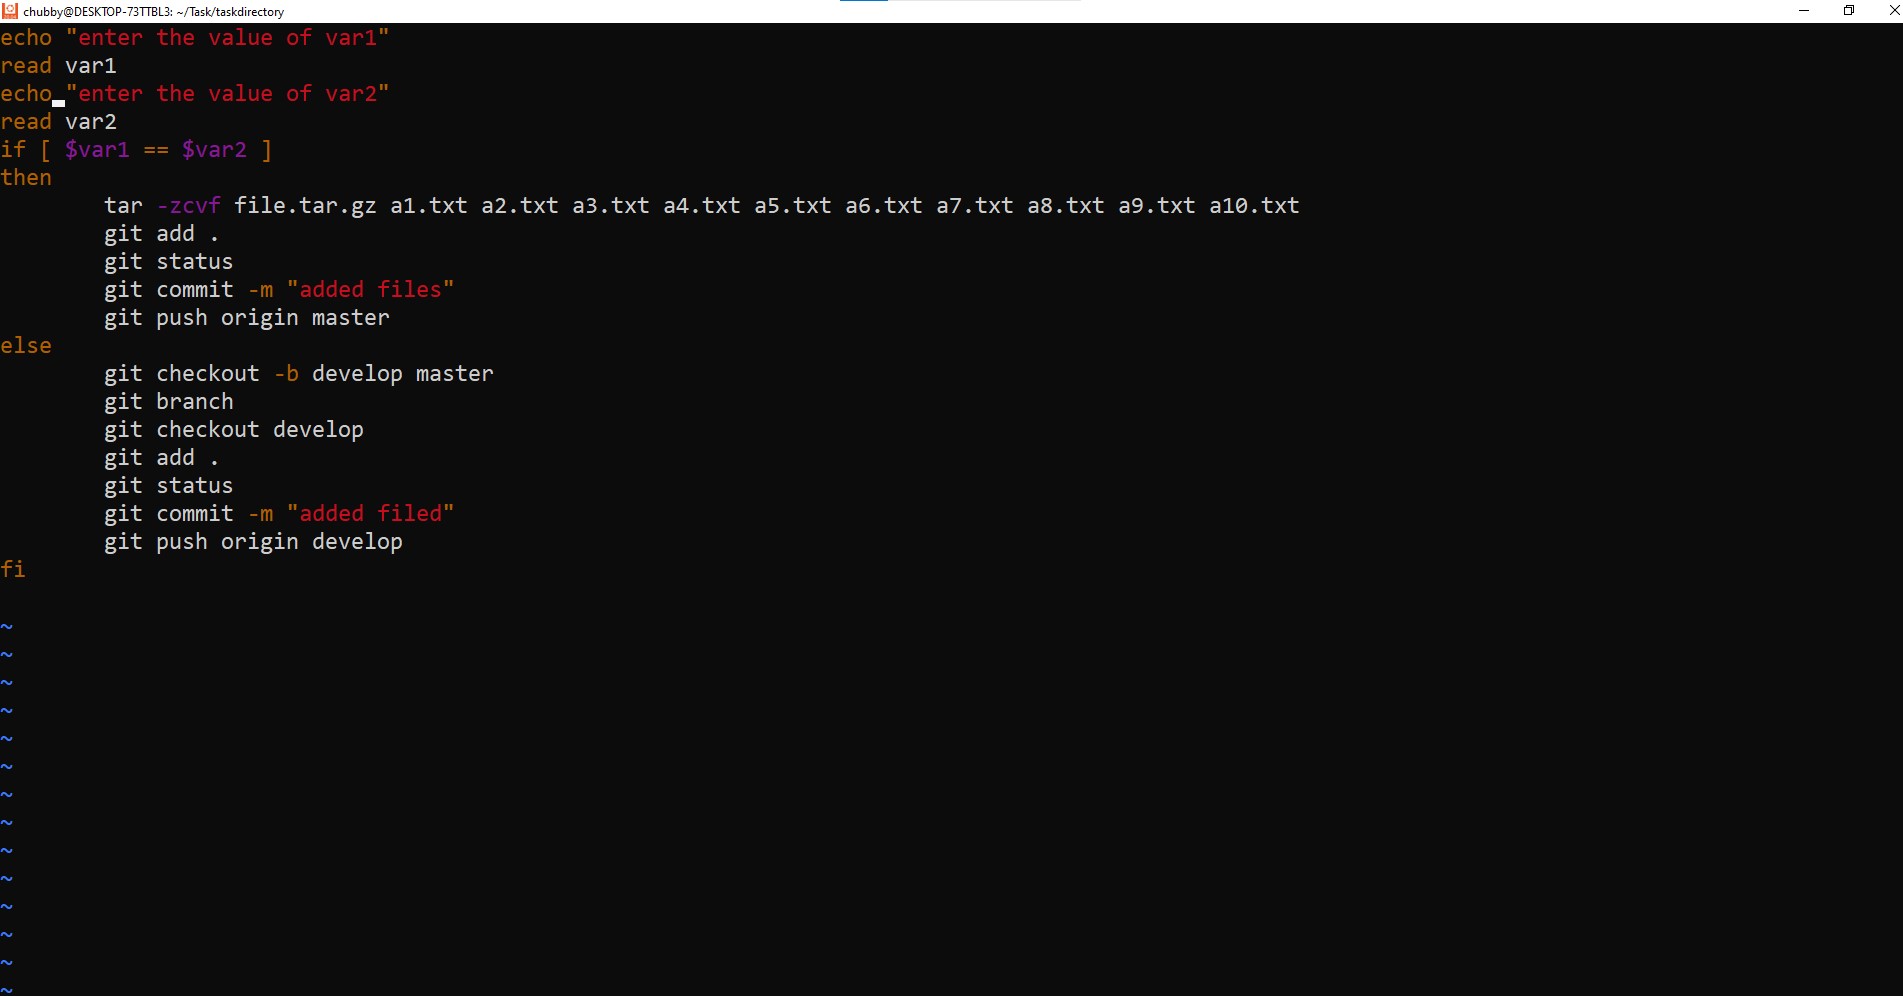 chubby@DESKTOP-73TTBL3: ~/Task/taskdirectory
echo "enter the value of var1"
read var1
echo "enter the value of var2"
read var2
if [ $var1 == $var2 ]
then
        tar -zcvf file.tar.gz a1.txt a2.txt a3.txt a4.txt a5.txt a6.txt a7.txt a8.txt a9.txt a10.txt
        git add .
        git status
        git commit -m "added files"
        git push origin master
else
        git checkout -b develop master
        git branch
        git checkout develop
        git add .
        git status
        git commit -m "added filed"
        git push origin develop
fi

~
~
~
~
~
~
~
~
~
~
~
~
~
~